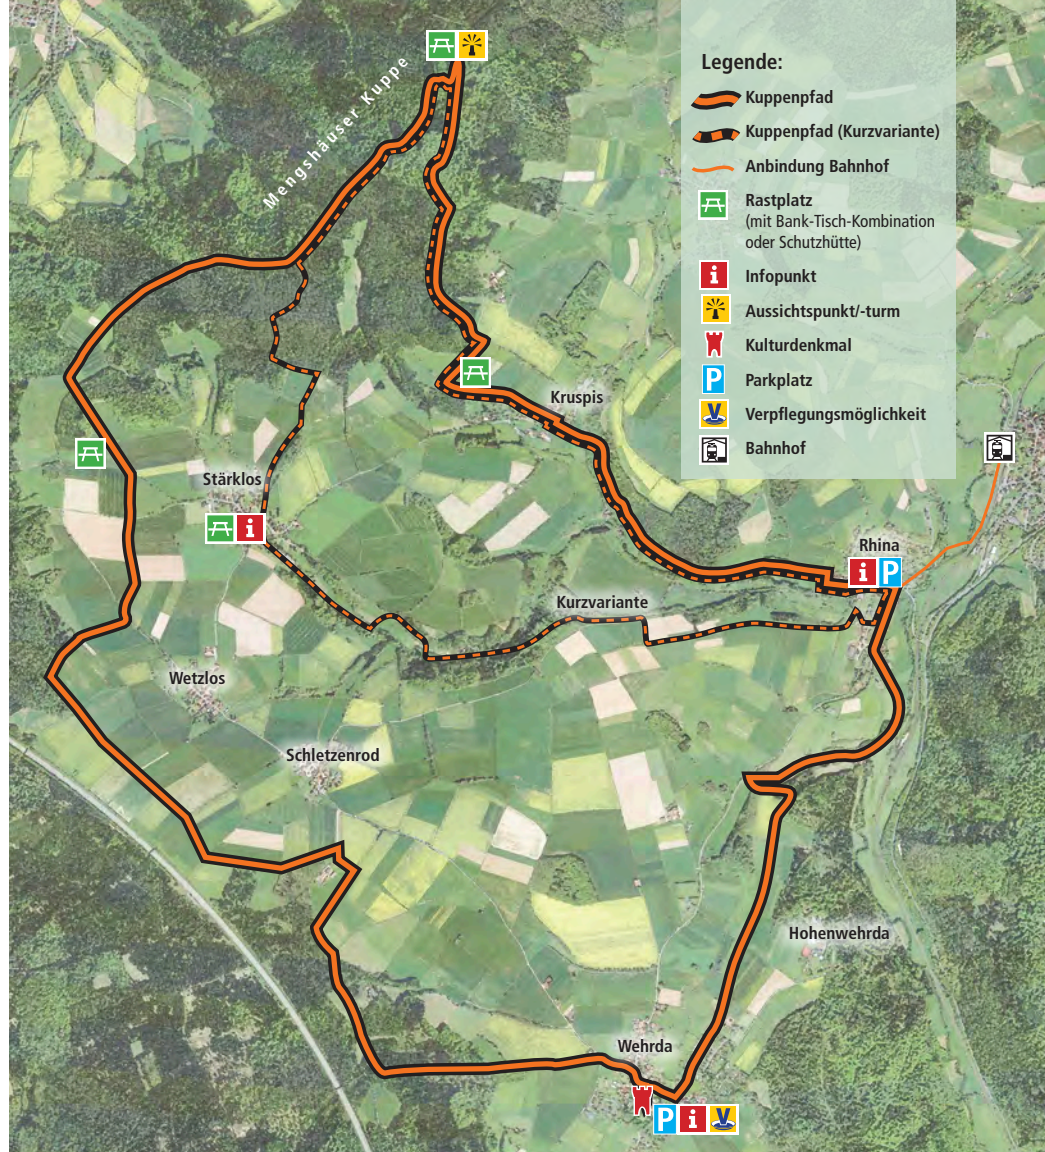 Legende:
Kuppenpfad
Kuppenpfad (Kurzvariante)
Anbindung Bahnhof
Rastplatz
(mit Bank-Tisch-Kombination
oder Schutzhütte)
i Infopunkt
Aussichtspunkt/-turm
Kulturdenkmal
P Parkplatz
Verpflegungsmöglichkeit
Bahnhof
Mengshäuser Kuppe
Kruspis
Stärklos
i
Rhina
i P
Kurzvariante
Wetzlos
Schletzenrod
Hohenwehrda
Wehrda
P i